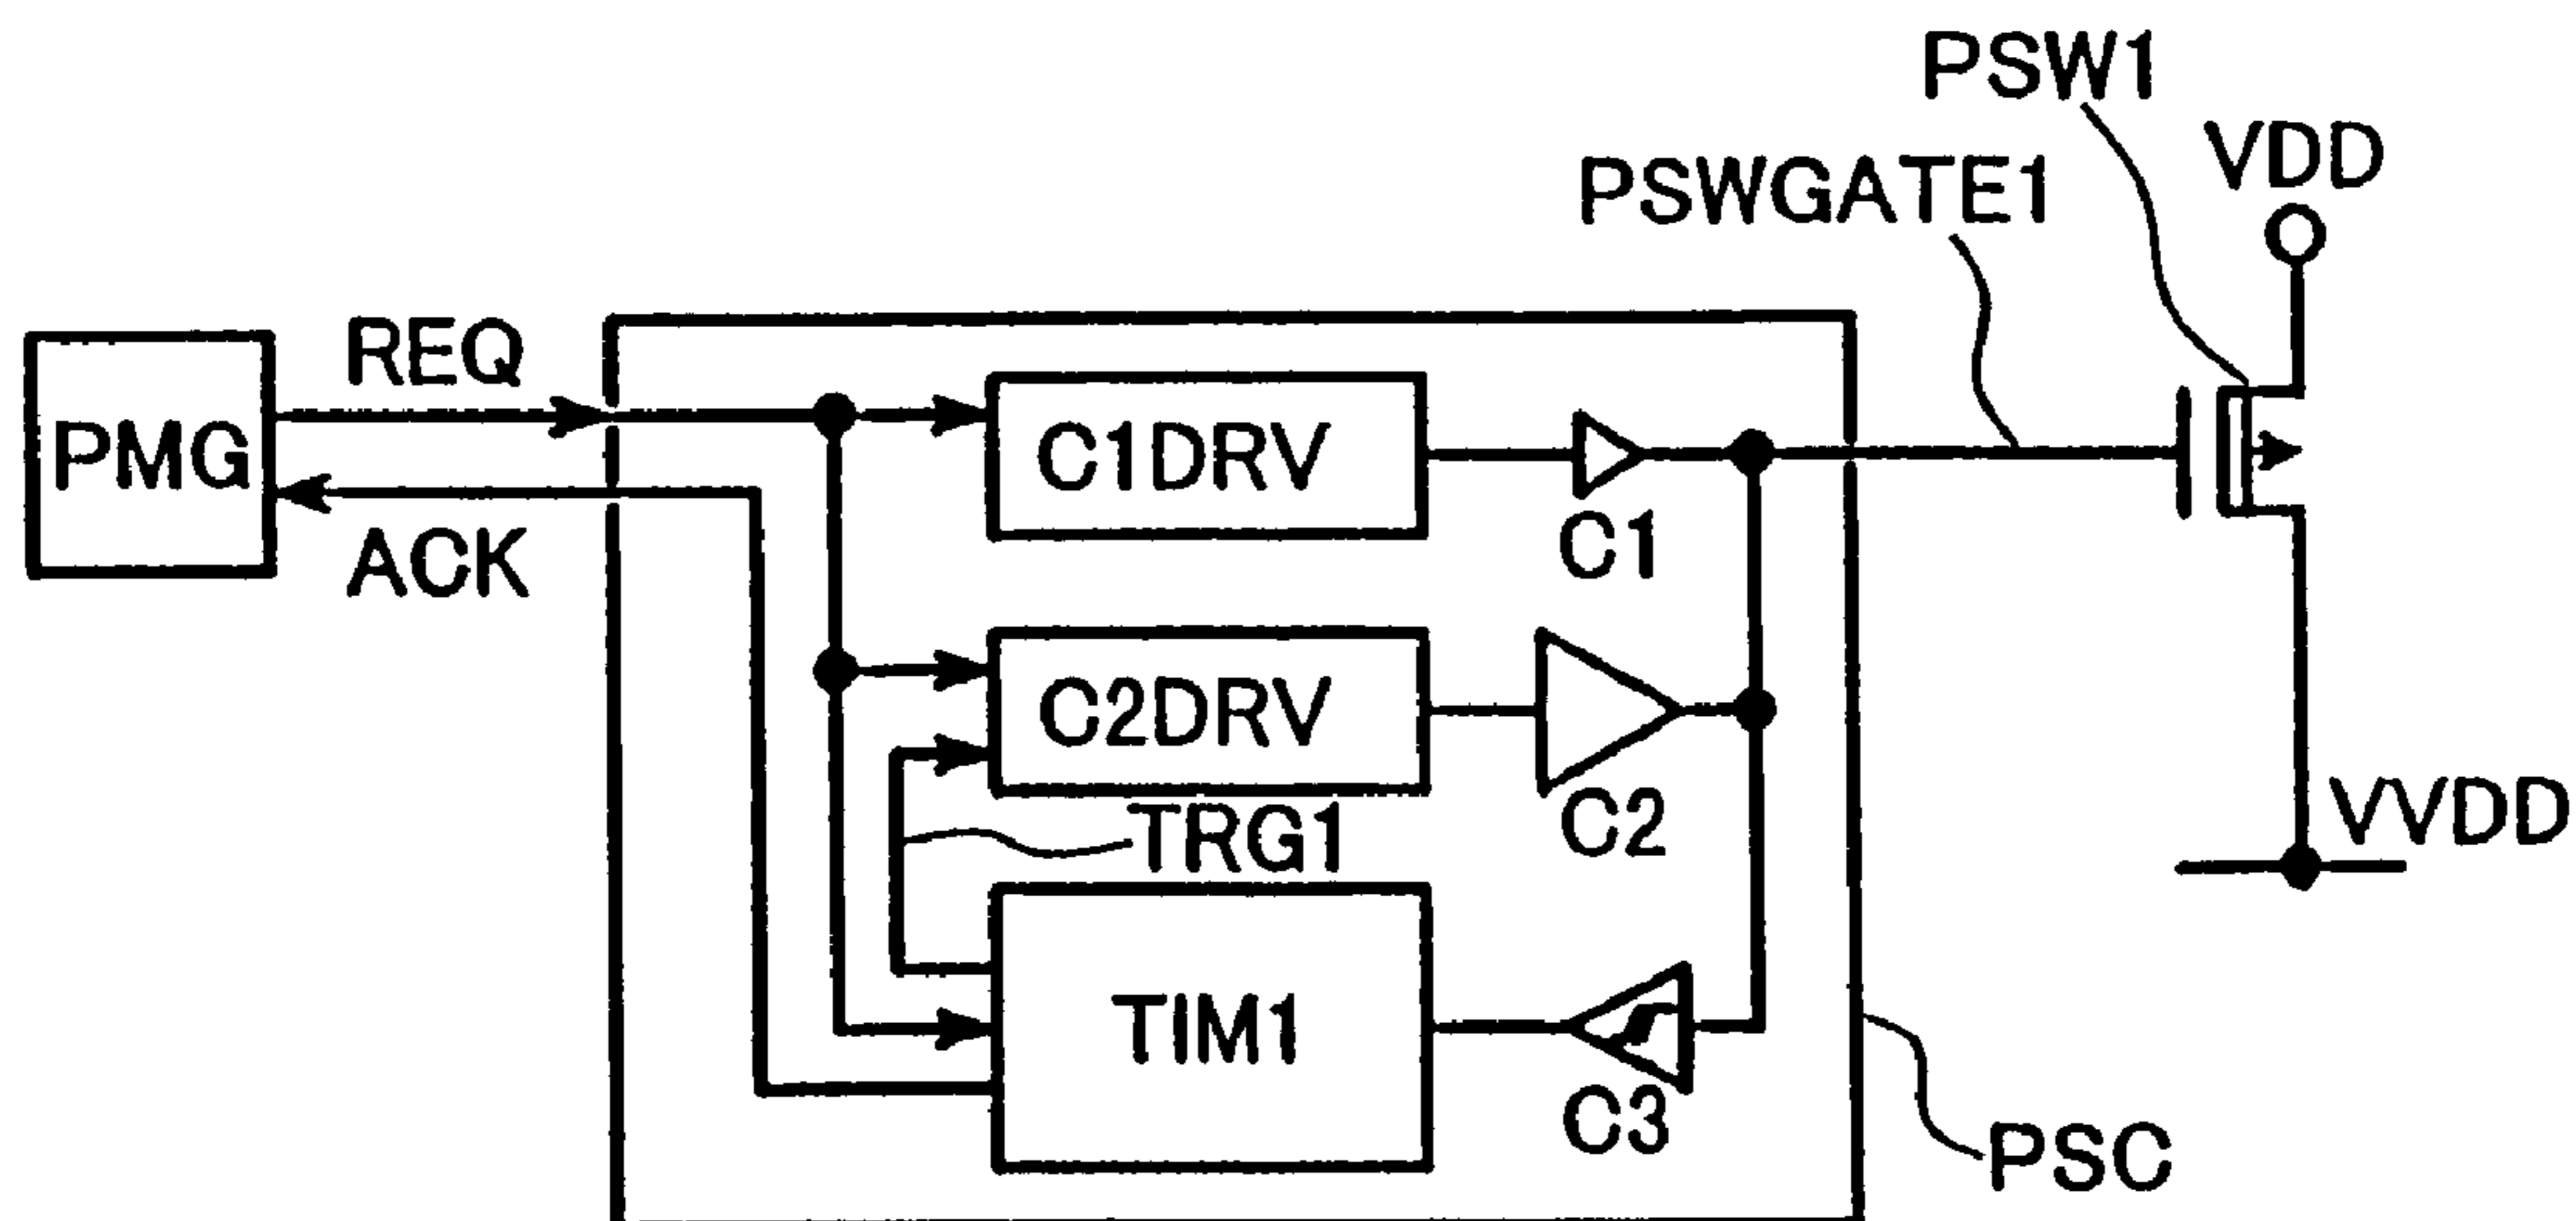 PSW1
VDD
PSWGATE1
REQ
PMG
C1DRV
ACK
C1
C2DRV
C2
VVDD
TRG1
TIM1
C3
PSC